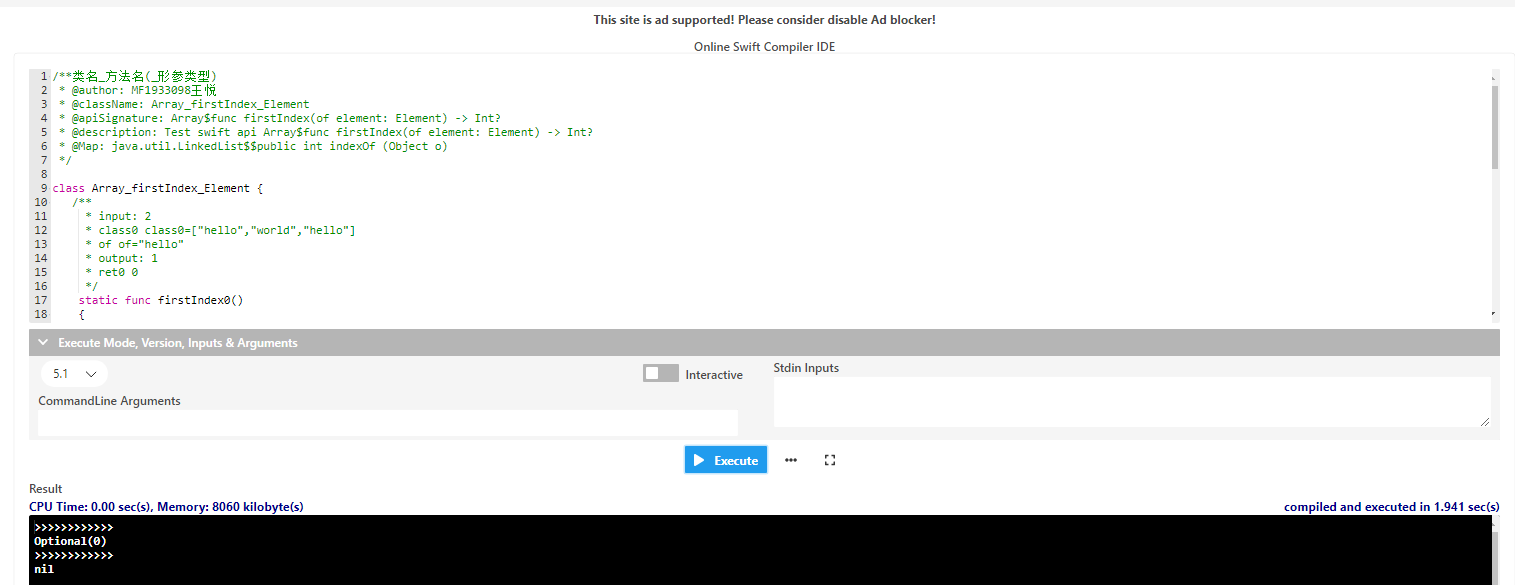 This site is ad supported! Please consider disable Ad blocker!
Online Swift Compiler IDE
1 /**类名_方法名(_形参类型)
2 * @author: MF1933098王悦
3 * @className: Array_firstIndex_Element
4 * @apiSignature: Array$func firstIndex(of element: Element) -> Int?
5 * @description: Test swift api Array$func firstIndex(of element: Element) -> Int?
6 * @Map: java.util.LinkedList$$public int indexOf (Object o)
7 */
8
9 class Array_firstIndex_Element {
10 /**
11 * input: 2
12 * class0 class0=["hello","world","hello"]
13 * of of="hello"
14 * output: 1
15 * ret0 0
16 */
17 static func firstIndex0()
18 {
Execute Mode, Version, Inputs & Arguments
5.1
Interactive
Stdin Inputs
CommandLine Arguments
Execute
Result
CPU Time: 0.00 sec(s), Memory: 8060 kilobyte(s)
compiled and executed in 1.941 sec(s)
>>>>>>>>>>>>
Optional(0)
>>>>>>>>>>>>
nil